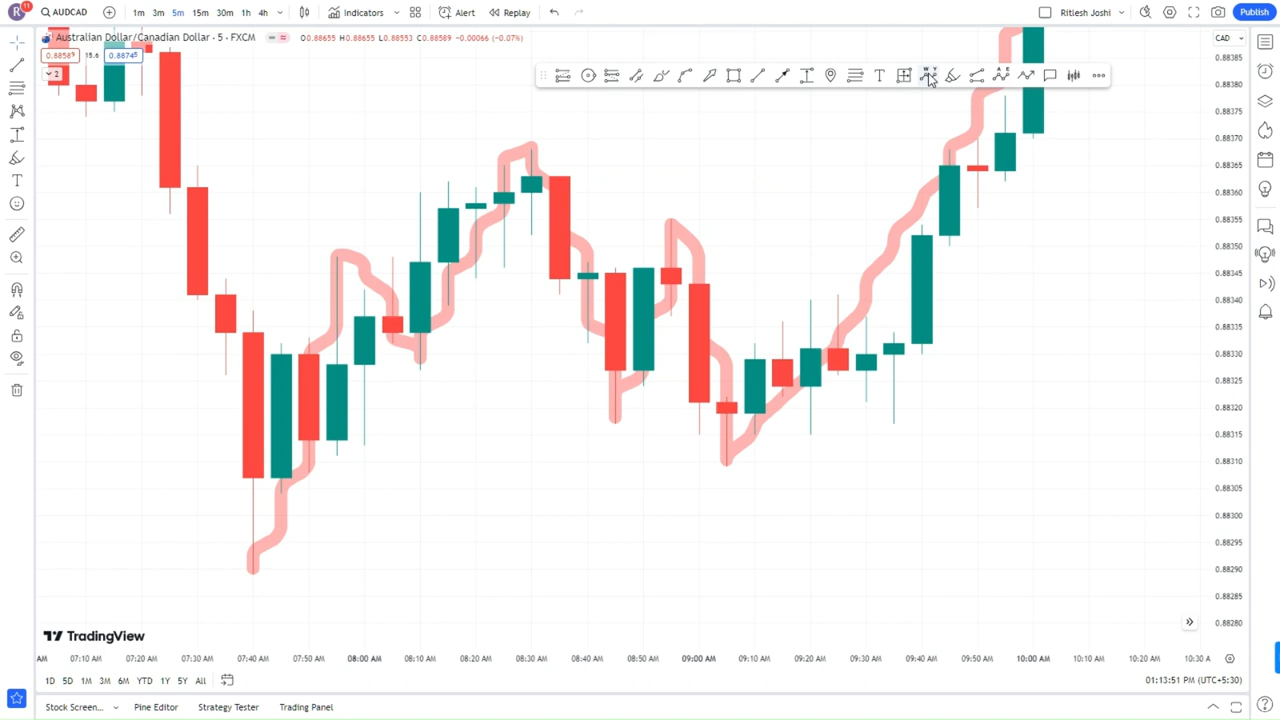 R 11 AUDCAD 1m 3m 5m 15m 30m 1h 4h Indicators Alert Replay Ritlesh Joshi Publish
Australian Dollar/Canadian Dollar · 5 · FXCM O0.88655 H0.88655 L0.88553 C0.88589 −0.00066 (−0.07%)
CAD
0.88589 15.6 0.88745
2
W Y A E
T
T
0.88385
0.88380
0.88375
0.88370
0.88365
0.88360
0.88355
0.88350
0.88345
0.88340
0.88335
0.88330
0.88325
0.88320
0.88315
0.88310
0.88305
0.88300
0.88295
0.88290
0.88285
0.88280
TradingView
AM 07:10 AM 07:20 AM 07:30 AM 07:40 AM 07:50 AM 08:00 AM 08:10 AM 08:20 AM 08:30 AM 08:40 AM 08:50 AM 09:00 AM 09:10 AM 09:20 AM 09:30 AM 09:40 AM 09:50 AM 10:00 AM 10:10 AM 10:20 AM 10:30 A
1D 5D 1M 3M 6M YTD 1Y 5Y All 01:13:51 PM (UTC+5:30)
Stock Screen... Pine Editor Strategy Tester Trading Panel